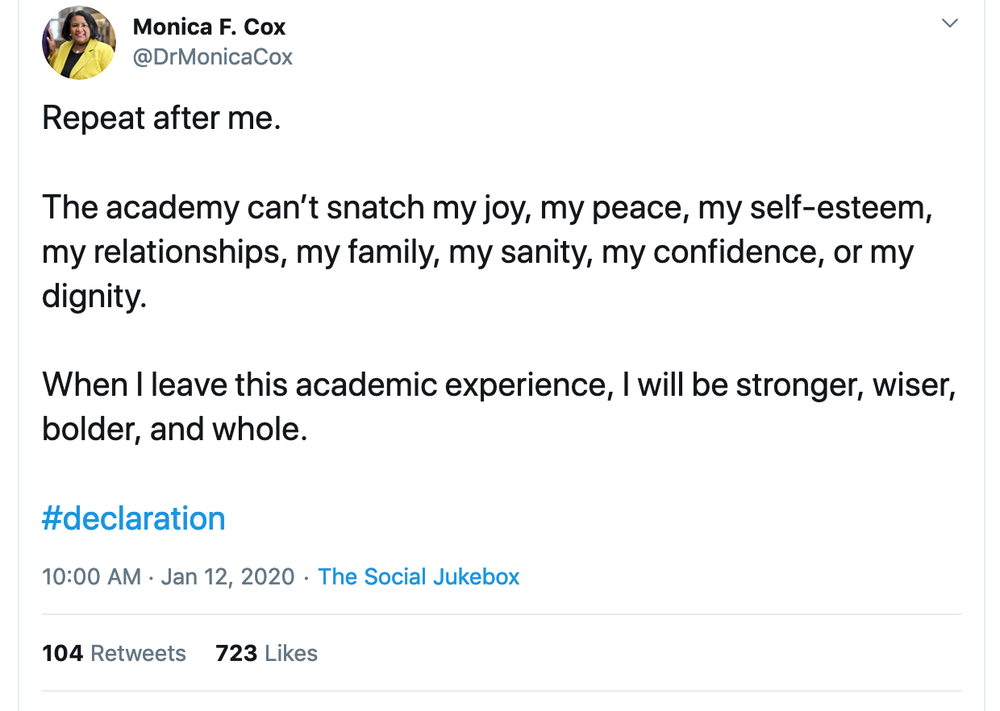 Monica F. Cox
@DrMonicaCox
Repeat after me.
The academy can’t snatch my joy, my peace, my self-esteem,
my relationships, my family, my sanity, my confidence, or my
dignity.
When I leave this academic experience, I will be stronger, wiser,
bolder, and whole.
#declaration
10:00 AM · Jan 12, 2020 · The Social Jukebox
104 Retweets 723 Likes